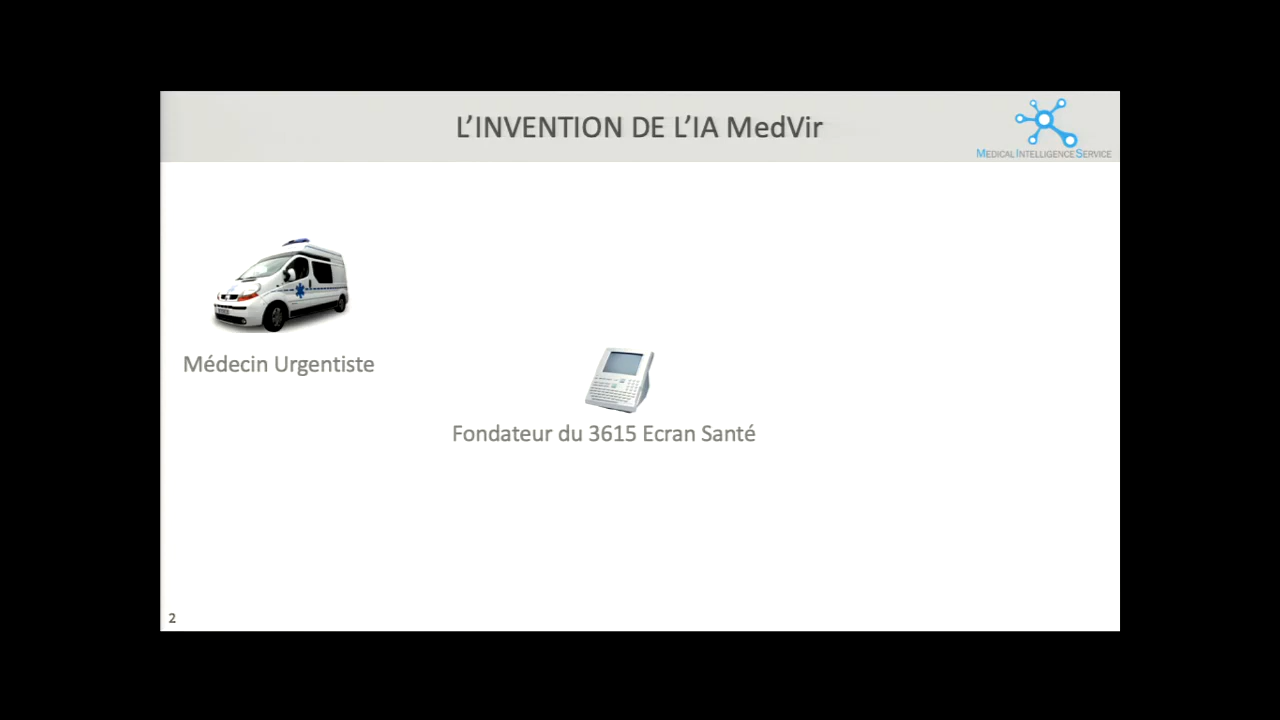 L’INVENTION DE L’IA MedVir
MEDICAL INTELLIGENCE SERVICE
Médecin Urgentiste
Fondateur du 3615 Ecran Santé
2